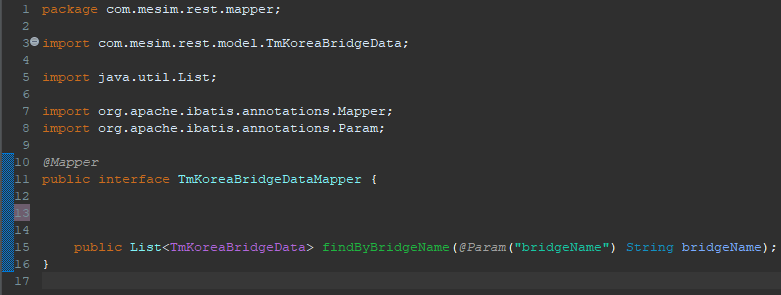 1 package com.mesim.rest.mapper;
2
3 import com.mesim.rest.model.TmKoreaBridgeData;
4
5 import java.util.List;
6
7 import org.apache.ibatis.annotations.Mapper;
8 import org.apache.ibatis.annotations.Param;
9
10 @Mapper
11 public interface TmKoreaBridgeDataMapper {
12
13
14
15     public List<TmKoreaBridgeData> findByBridgeName(@Param("bridgeName") String bridgeName);
16 }
17